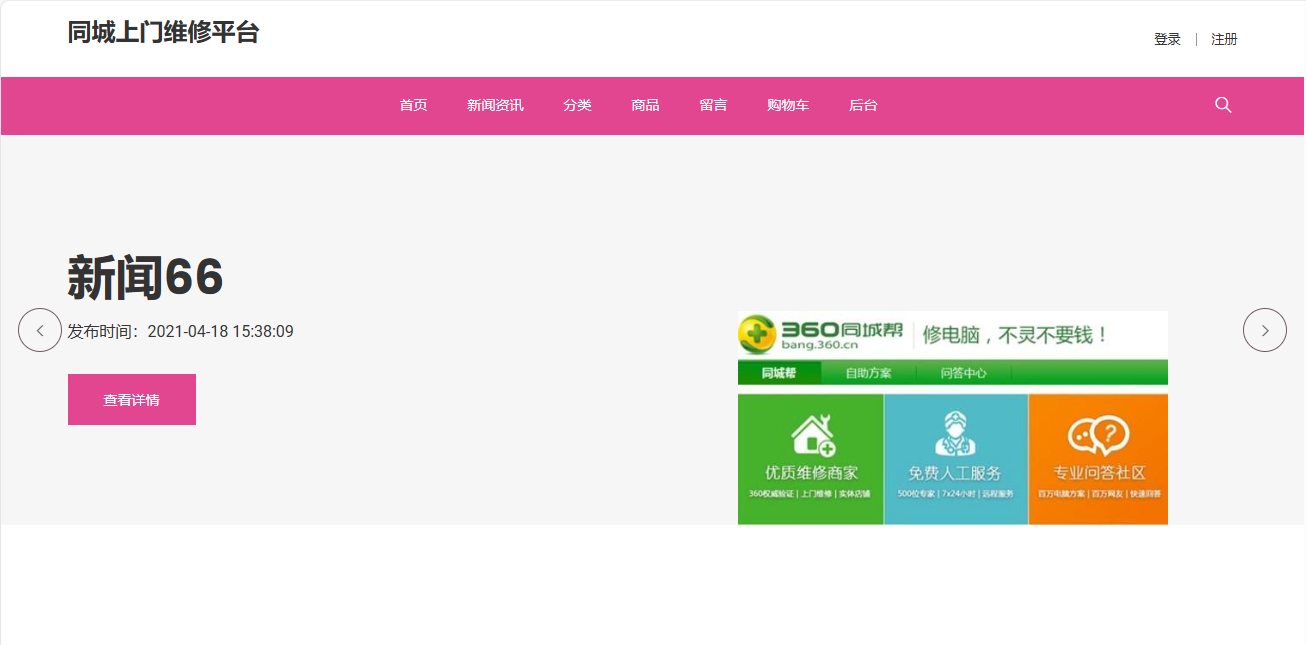 同城上门维修平台
登录 | 注册
首页 新闻资讯 分类 商品 留言 购物车 后台
新闻66
发布时间：2021-04-18 15:38:09
查看详情
360同城帮 修电脑，不灵不要钱！
bang.360.cn
同城帮 自助方案 问答中心
优质维修商家 免费人工服务 专业问答社区
360权威验证 | 上门维修 | 实体店铺 500位专家 | 7x24小时 | 远程服务 百万电脑方案 | 百万网友 | 快速回答